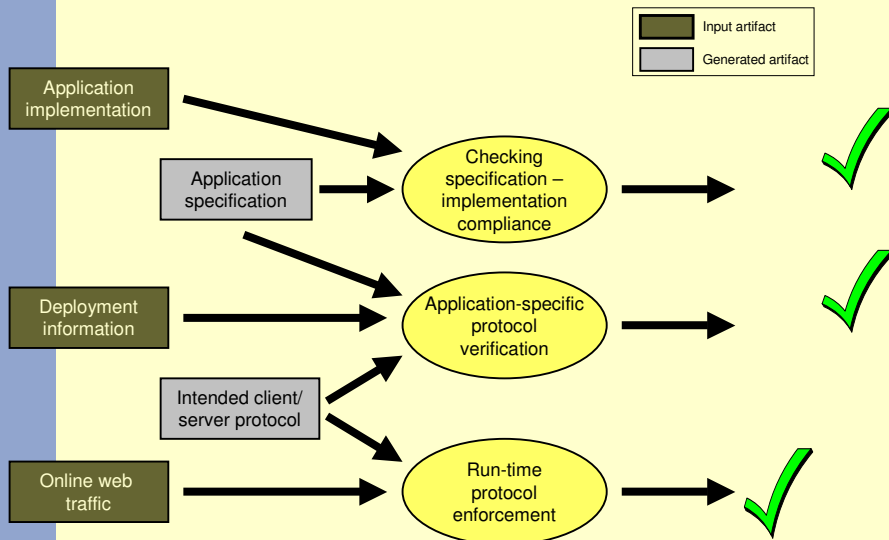 Input artifact
Generated artifact
Application
implementation
Application
specification
Checking
specification –
implementation
compliance
Deployment
information
Application-specific
protocol
verification
Intended client/
server protocol
Online web
traffic
Run-time
protocol
enforcement